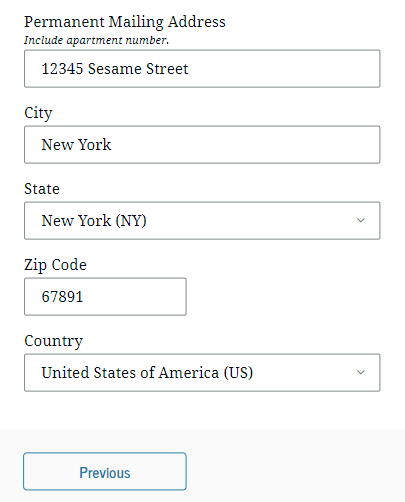 Permanent Mailing Address
Include apartment number.
12345 Sesame Street
City
New York
State
New York (NY)
Zip Code
67891
Country
United States of America (US)
Previous